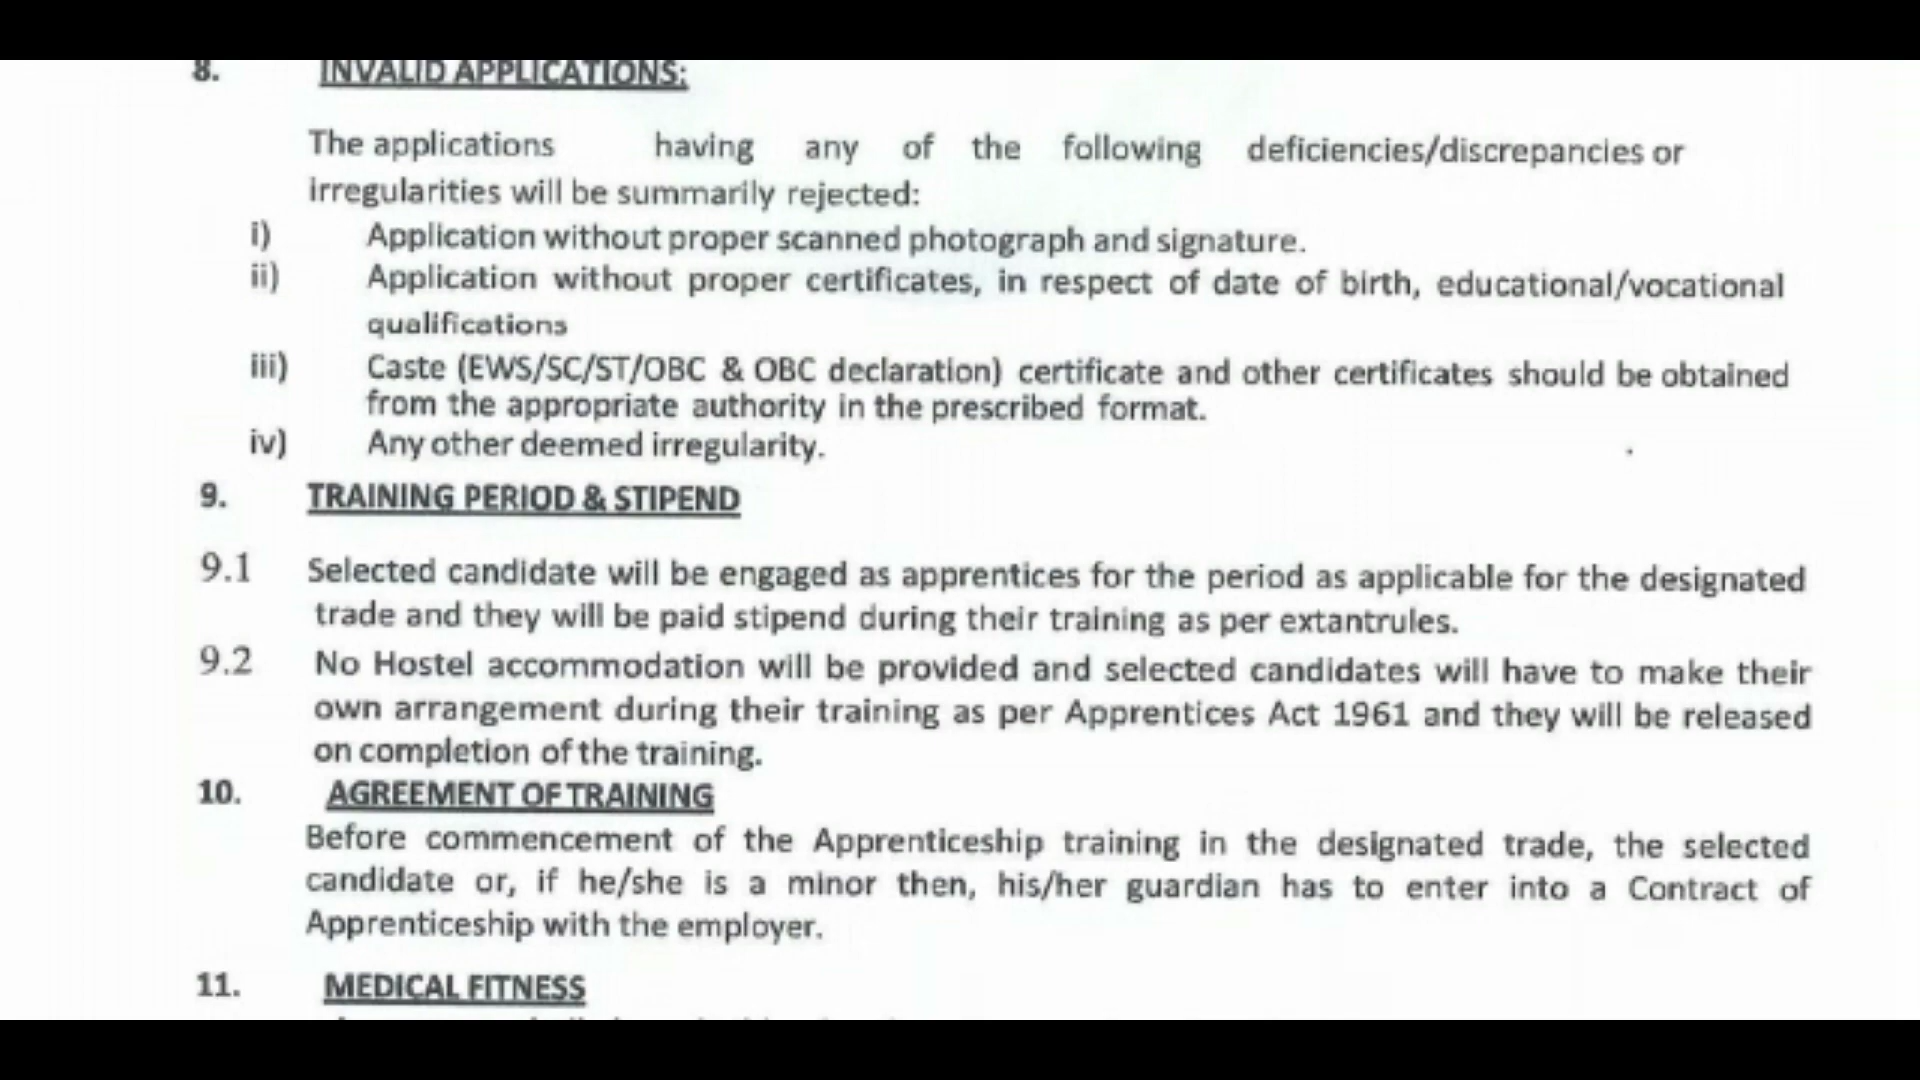 8. INVALID APPLICATIONS:
The applications having any of the following deficiencies/discrepancies or
irregularities will be summarily rejected:
i) Application without proper scanned photograph and signature.
ii) Application without proper certificates, in respect of date of birth, educational/vocational
qualifications
iii) Caste (EWS/SC/ST/OBC & OBC declaration) certificate and other certificates should be obtained
from the appropriate authority in the prescribed format.
iv) Any other deemed irregularity.
9. TRAINING PERIOD & STIPEND
9.1 Selected candidate will be engaged as apprentices for the period as applicable for the designated
trade and they will be paid stipend during their training as per extantrules.
9.2 No Hostel accommodation will be provided and selected candidates will have to make their
own arrangement during their training as per Apprentices Act 1961 and they will be released
on completion of the training.
10. AGREEMENT OF TRAINING
Before commencement of the Apprenticeship training in the designated trade, the selected
candidate or, if he/she is a minor then, his/her guardian has to enter into a Contract of
Apprenticeship with the employer.
11. MEDICAL FITNESS